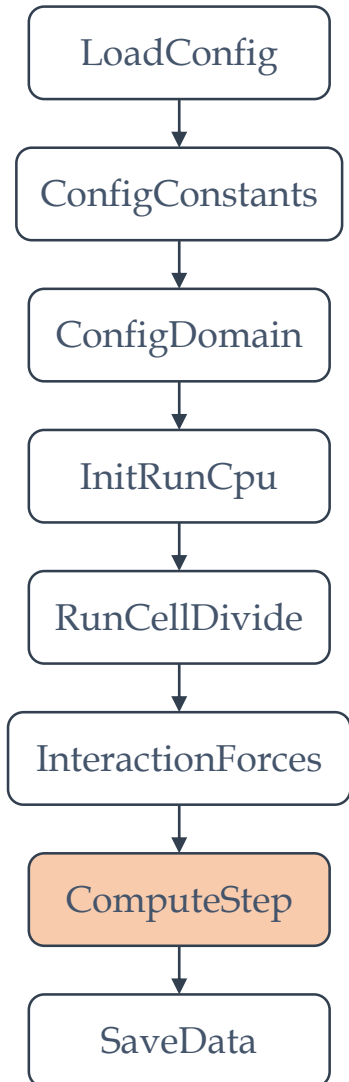 LoadConfig
ConfigConstants
ConfigDomain
InitRunCpu
RunCellDivide
InteractionForces
ComputeStep
SaveData